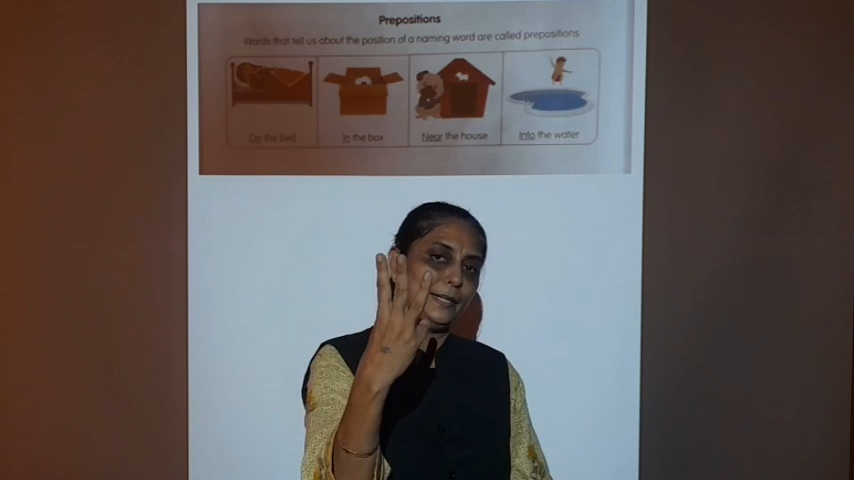 Prepositions
Words that tell us about the position of a naming word are called prepositions
On the bed
In the box
Near the house
Into the water